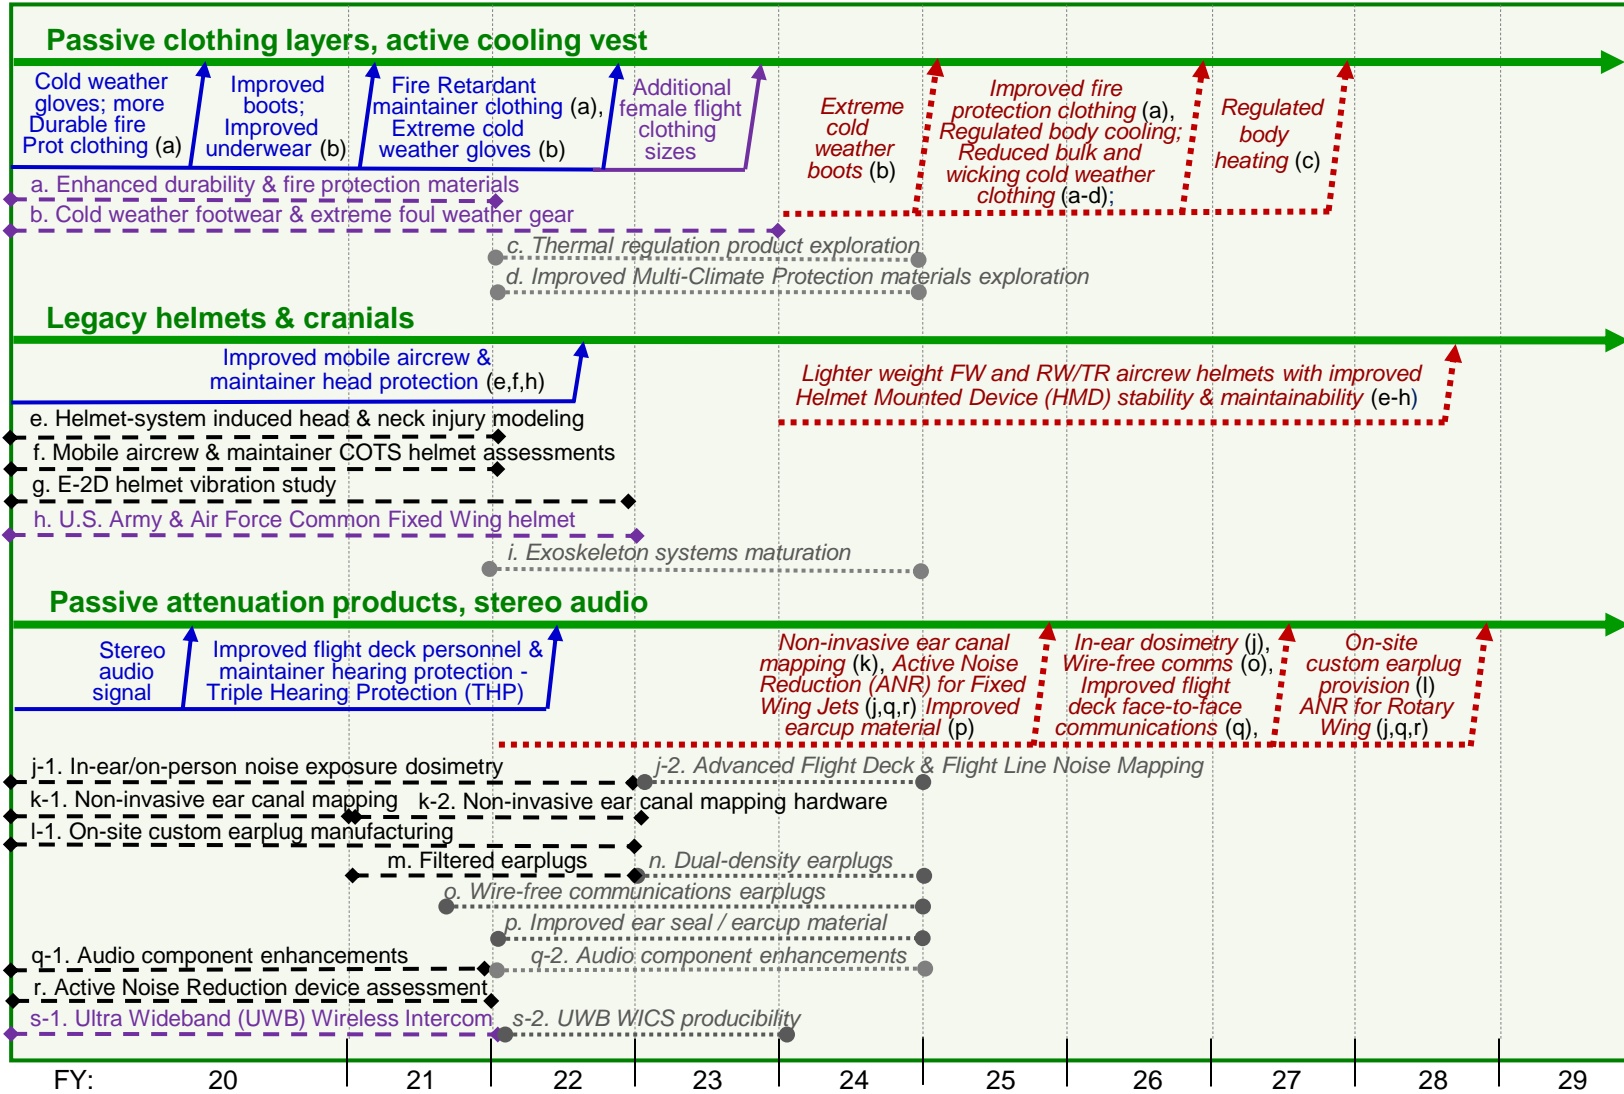 Passive clothing layers, active cooling vest
Cold weather
gloves; more
Durable fire
Prot clothing (a)
Improved
boots;
Improved
underwear (b)
Fire Retardant
maintainer clothing (a),
Extreme cold
weather gloves (b)
Additional
female flight
clothing
sizes
Extreme
cold
weather
boots (b)
Improved fire
protection clothing (a),
Regulated body cooling;
Reduced bulk and
wicking cold weather
clothing (a-d);
Regulated
body
heating (c)
a. Enhanced durability & fire protection materials
b. Cold weather footwear & extreme foul weather gear
c. Thermal regulation product exploration
d. Improved Multi-Climate Protection materials exploration
Legacy helmets & cranials
Improved mobile aircrew &
maintainer head protection (e,f,h)
Lighter weight FW and RW/TR aircrew helmets with improved
Helmet Mounted Device (HMD) stability & maintainability (e-h)
e. Helmet-system induced head & neck injury modeling
f. Mobile aircrew & maintainer COTS helmet assessments
g. E-2D helmet vibration study
h. U.S. Army & Air Force Common Fixed Wing helmet
i. Exoskeleton systems maturation
Passive attenuation products, stereo audio
Stereo
audio
signal
Improved flight deck personnel &
maintainer hearing protection -
Triple Hearing Protection (THP)
Non-invasive ear canal
mapping (k), Active Noise
Reduction (ANR) for Fixed
Wing Jets (j,q,r) Improved
earcup material (p)
In-ear dosimetry (j),
Wire-free comms (o),
Improved flight
deck face-to-face
communications (q),
On-site
custom earplug
provision (l)
ANR for Rotary
Wing (j,q,r)
j-1. In-ear/on-person noise exposure dosimetry
j-2. Advanced Flight Deck & Flight Line Noise Mapping
k-1. Non-invasive ear canal mapping
k-2. Non-invasive ear canal mapping hardware
l-1. On-site custom earplug manufacturing
m. Filtered earplugs
n. Dual-density earplugs
o. Wire-free communications earplugs
p. Improved ear seal / earcup material
q-1. Audio component enhancements
q-2. Audio component enhancements
r. Active Noise Reduction device assessment
s-1. Ultra Wideband (UWB) Wireless Intercom
s-2. UWB WICS producibility
FY: 20 21 22 23 24 25 26 27 28 29